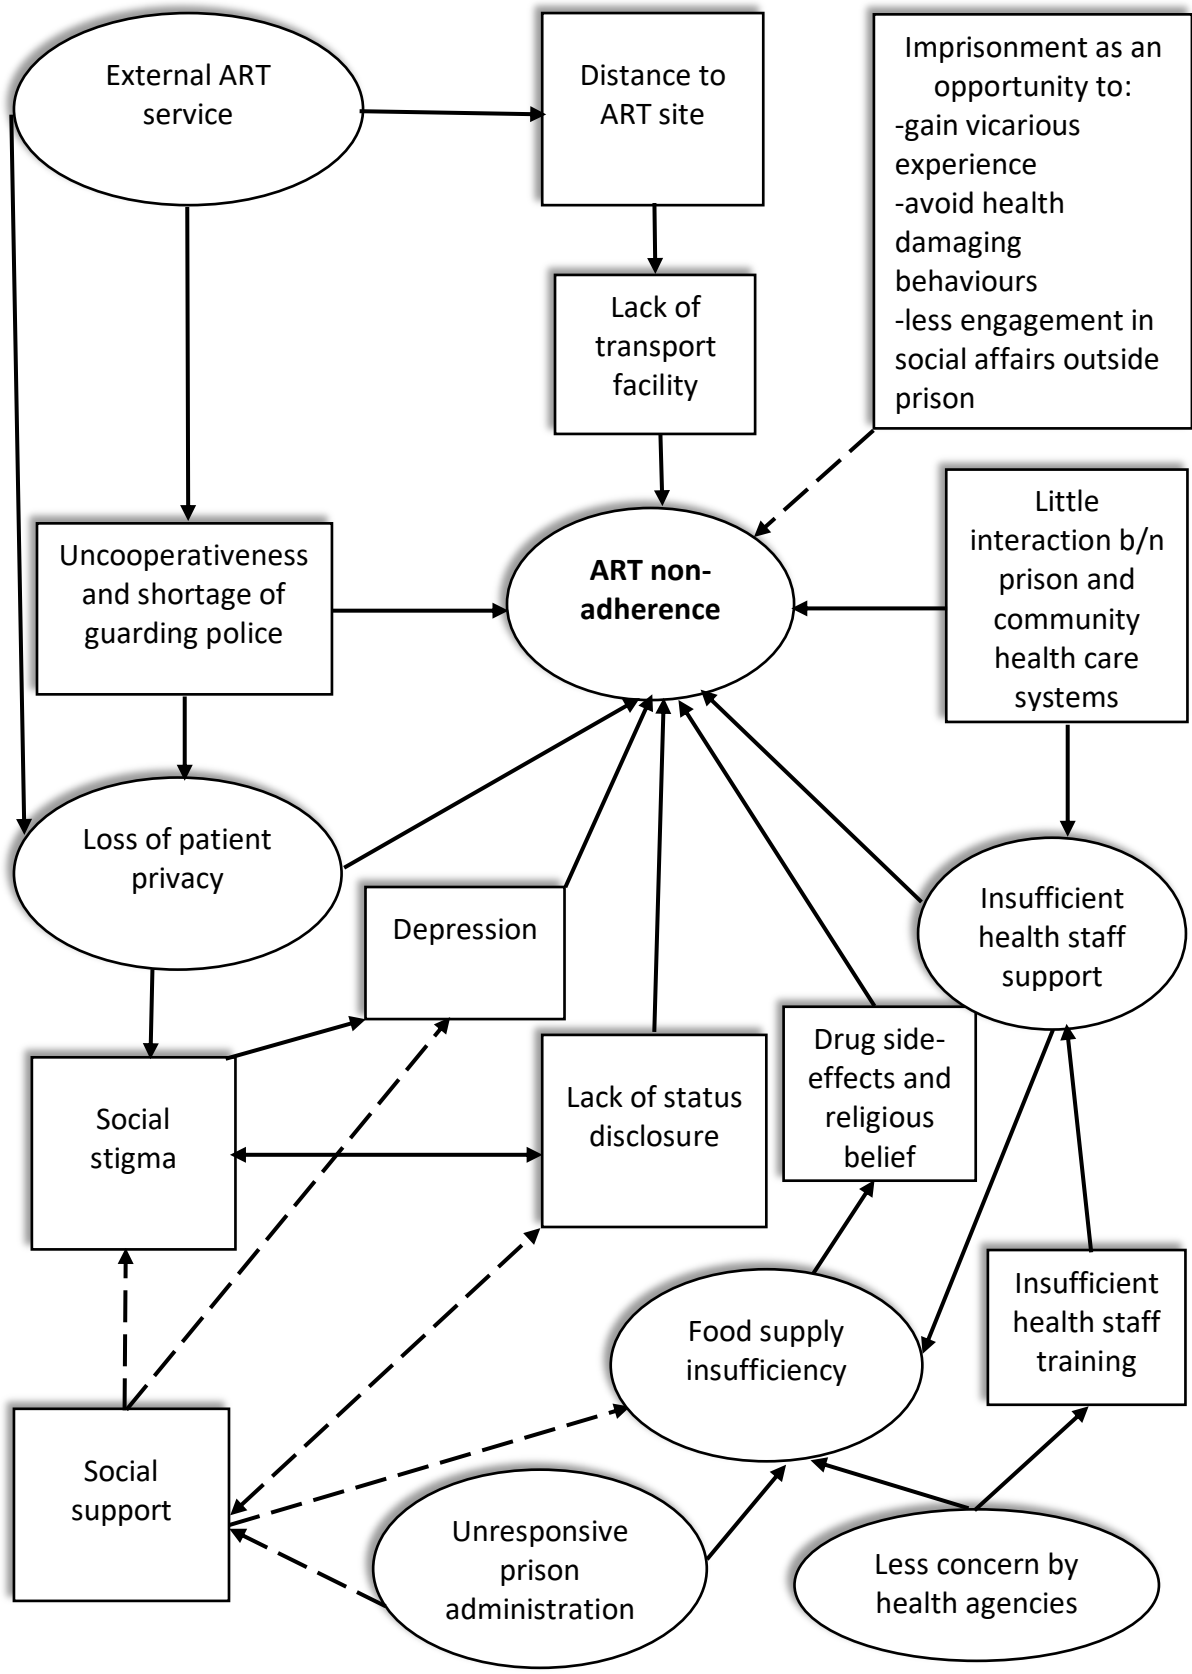 External ART
service
Distance to
ART site
Imprisonment as an
opportunity to:
-gain vicarious
experience
-avoid health
damaging
behaviours
-less engagement in
social affairs outside
prison
Lack of
transport
facility
Uncooperativeness
and shortage of
guarding police
ART non-
adherence
Little
interaction b/n
prison and
community
health care
systems
Loss of patient
privacy
Depression
Insufficient
health staff
support
Social
stigma
Lack of status
disclosure
Drug side-
effects and
religious
belief
Food supply
insufficiency
Insufficient
health staff
training
Social
support
Unresponsive
prison
administration
Less concern by
health agencies